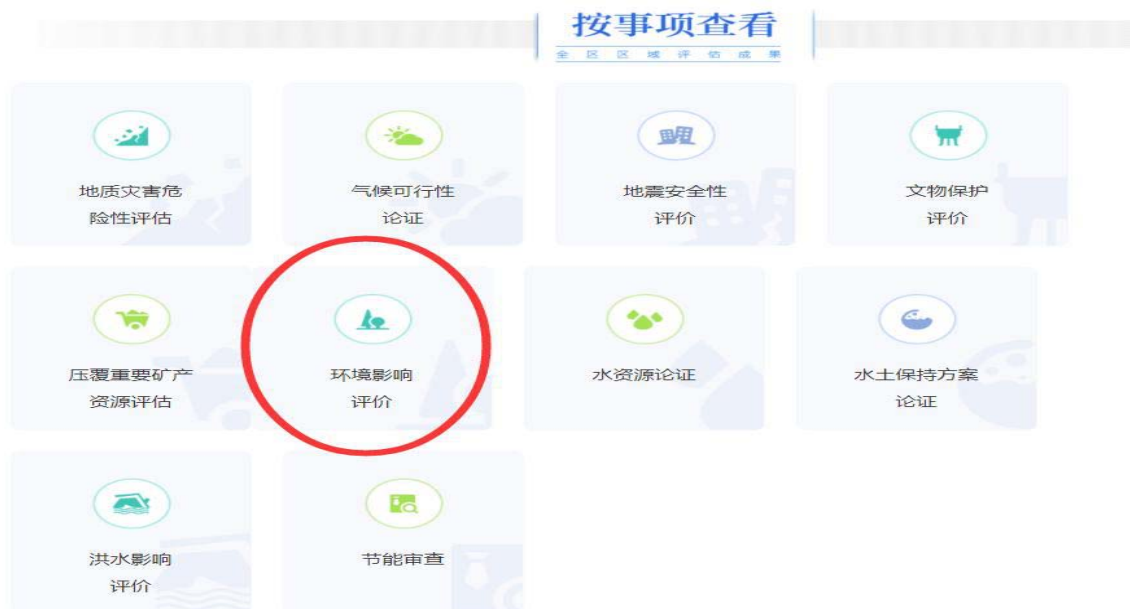 按事项查看
全区区域评估成果
地质灾害危
险性评估
气候可行性
论证
地震安全性
评价
文物保护
评价
压覆重要矿产
资源评估
环境影响
评价
水资源论证
水土保持方案
论证
洪水影响
评价
节能审查